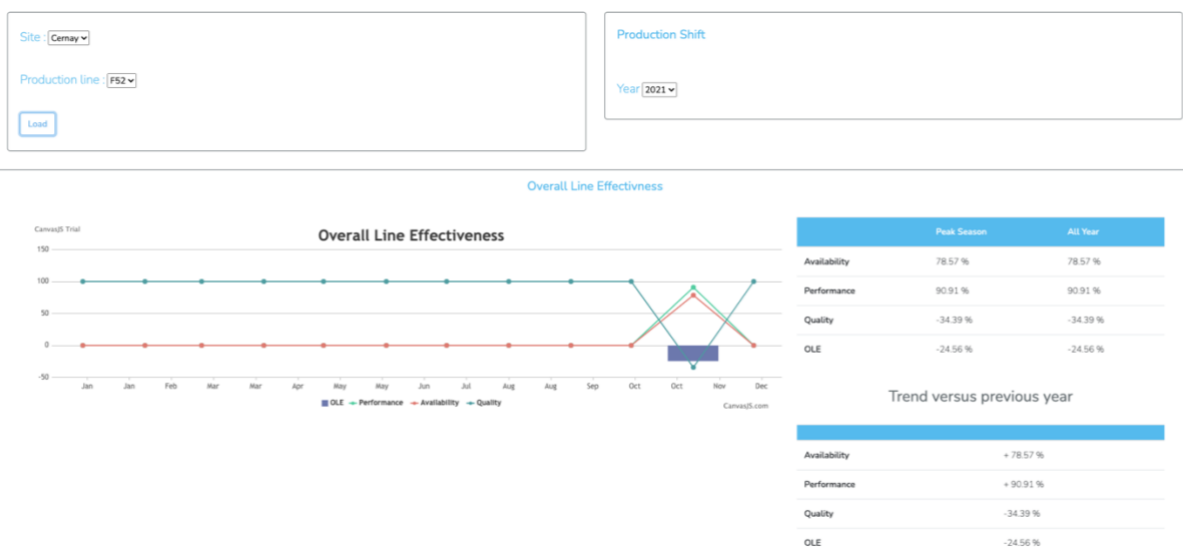 Site : Cernay
Production line : F52
Load
Production Shift
Year 2021
Overall Line Effectivness
CanvasJS Trial
Overall Line Effectiveness
150
100
50
0
-50
Jan Jan Feb Mar Mar Apr May May Jun Jul Aug Aug Sep Oct Oct Nov Dec
OLE Performance Availability Quality
CanvasJS.com
Peak Season All Year
Availability 78.57 % 78.57 %
Performance 90.91 % 90.91 %
Quality -34.39 % -34.39 %
OLE -24.56 % -24.56 %
Trend versus previous year
Availability + 78.57 %
Performance + 90.91 %
Quality -34.39 %
OLE -24.56 %